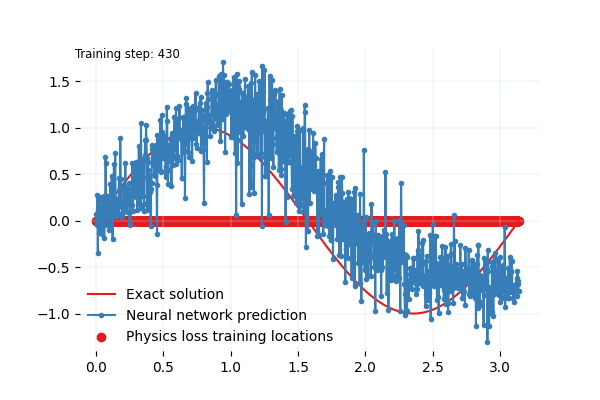 Training step: 430
1.5
1.0
0.5
0.0
−0.5
−1.0
Exact solution
Neural network prediction
Physics loss training locations
0.0 0.5 1.0 1.5 2.0 2.5 3.0